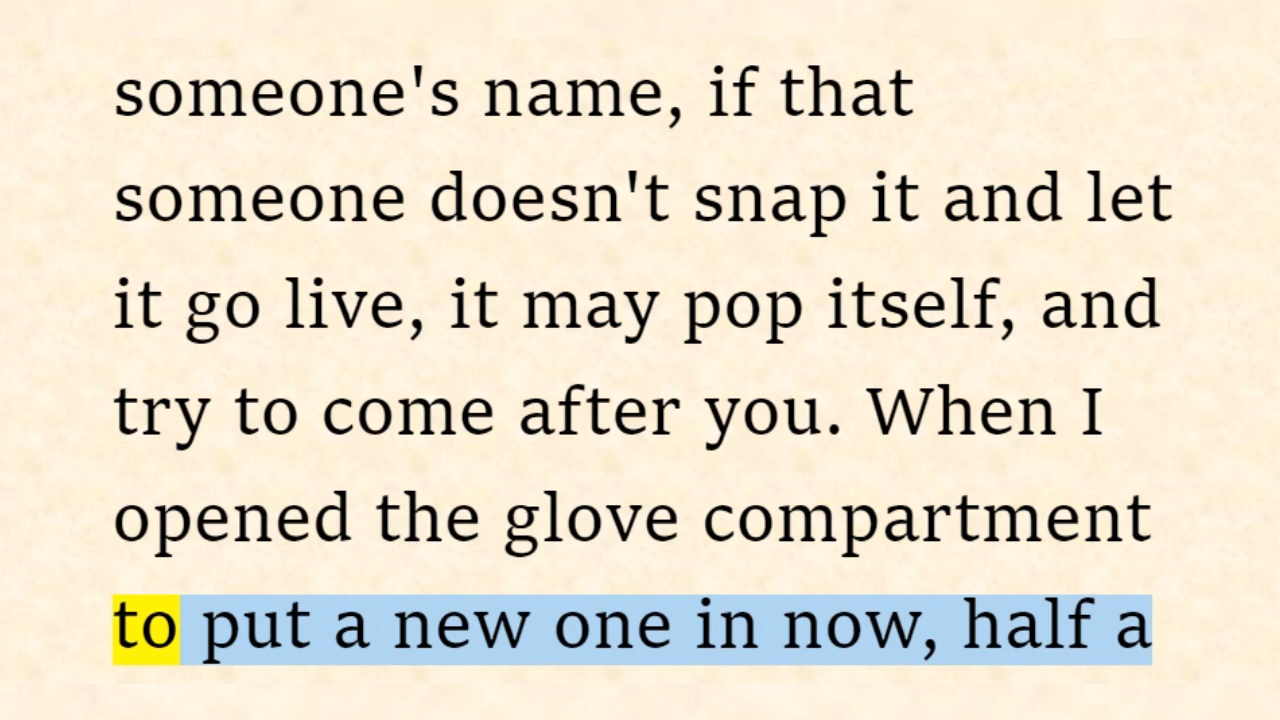 someone's name, if that
someone doesn't snap it and let
it go live, it may pop itself, and
try to come after you. When I
opened the glove compartment
to put a new one in now, half a